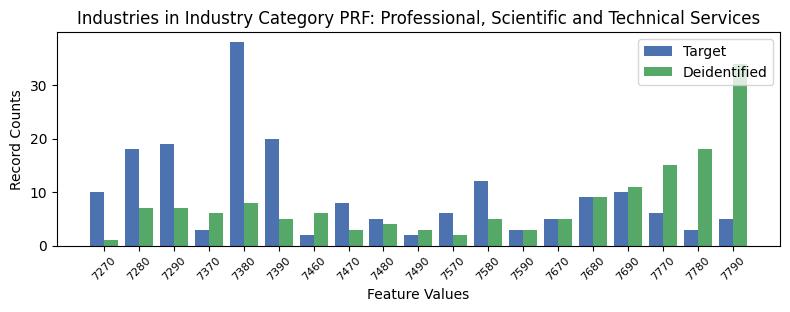 Industries in Industry Category PRF: Professional, Scientific and Technical Services
Target
Deidentified
Record Counts
30
20
10
0
7270 7280 7290 7370 7380 7390 7460 7470 7480 7490 7570 7580 7590 7670 7680 7690 7770 7780 7790
Feature Values